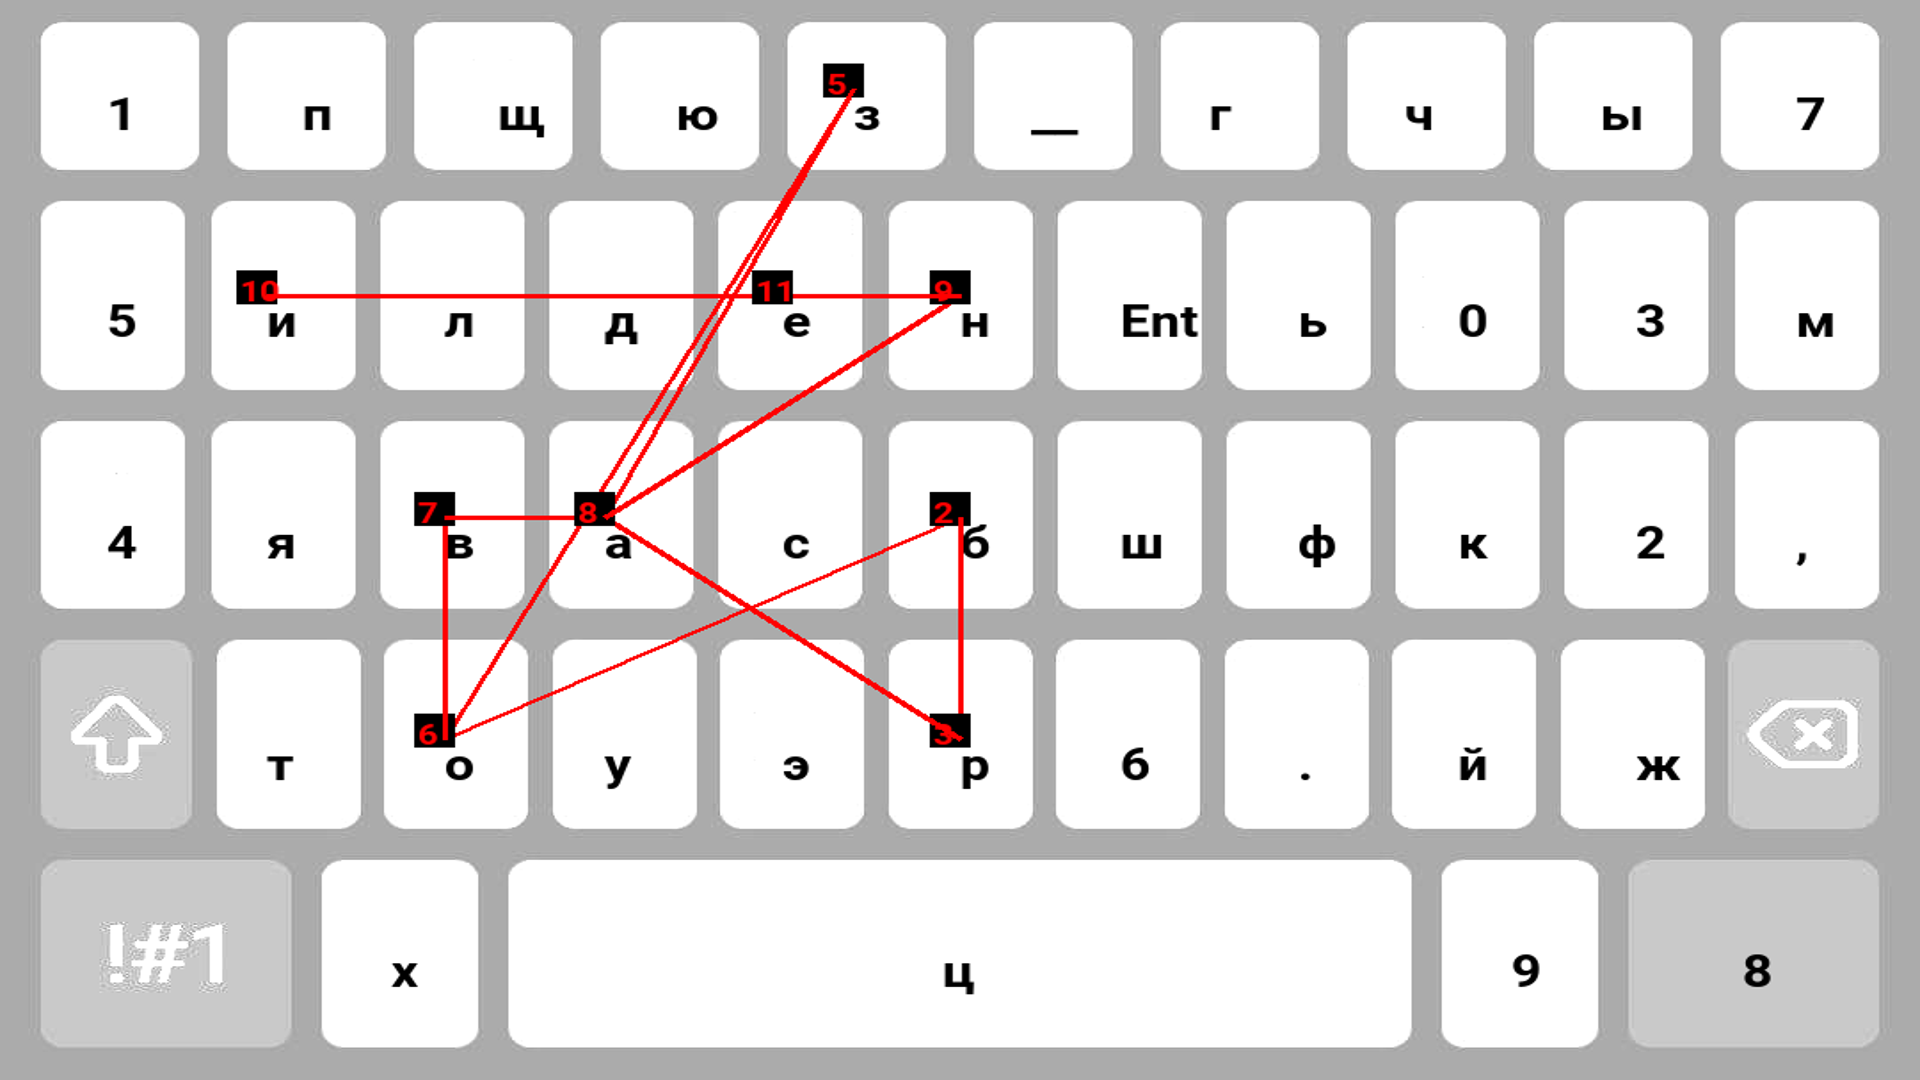 1 п щ ю 5 з _ г ч ы 7
5 10 и л д 11 е 9 н Ent ь 0 3 м
4 я 7 в 8 а с 2 б ш ф к 2 ,
т 6 о у э 3 р б . й ж
!#1 х ц 9 8